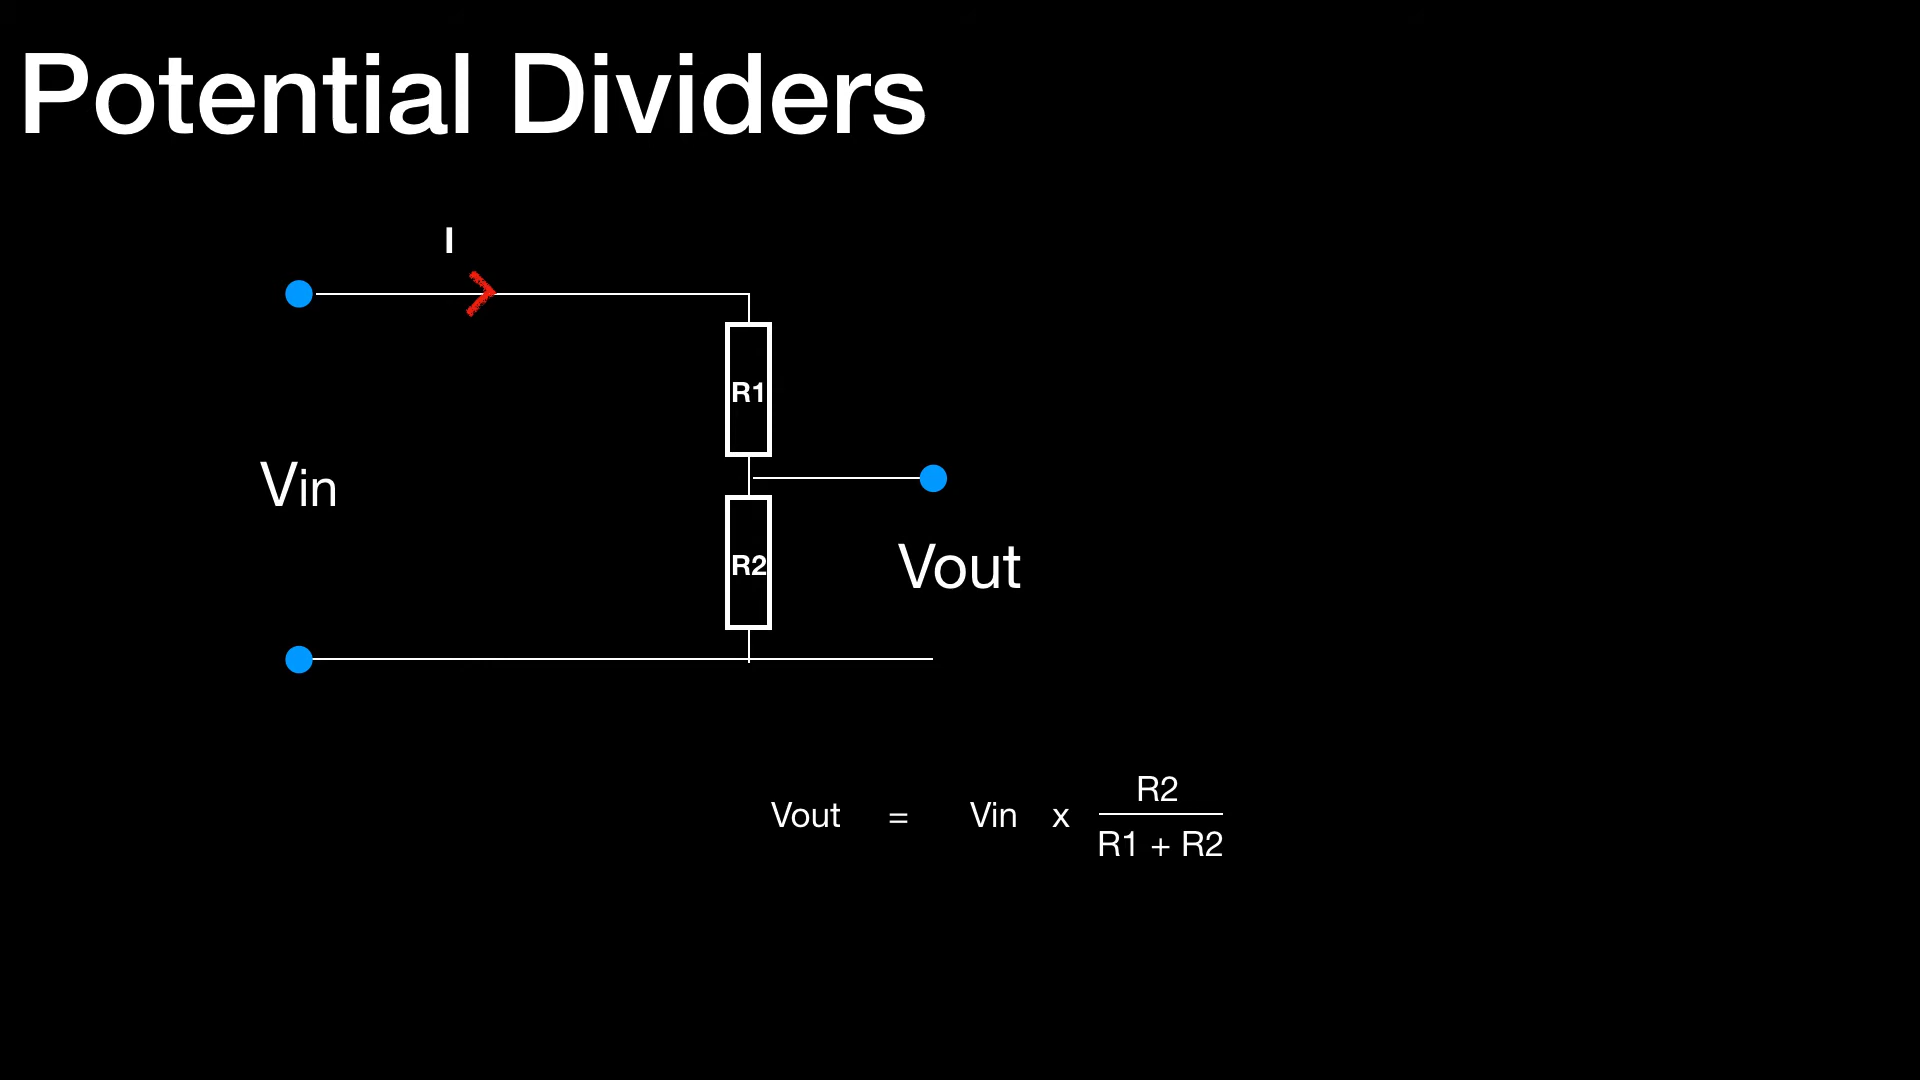 Potential Dividers
I
R1
Vin
R2
Vout
Vout = Vin x R2
R1 + R2